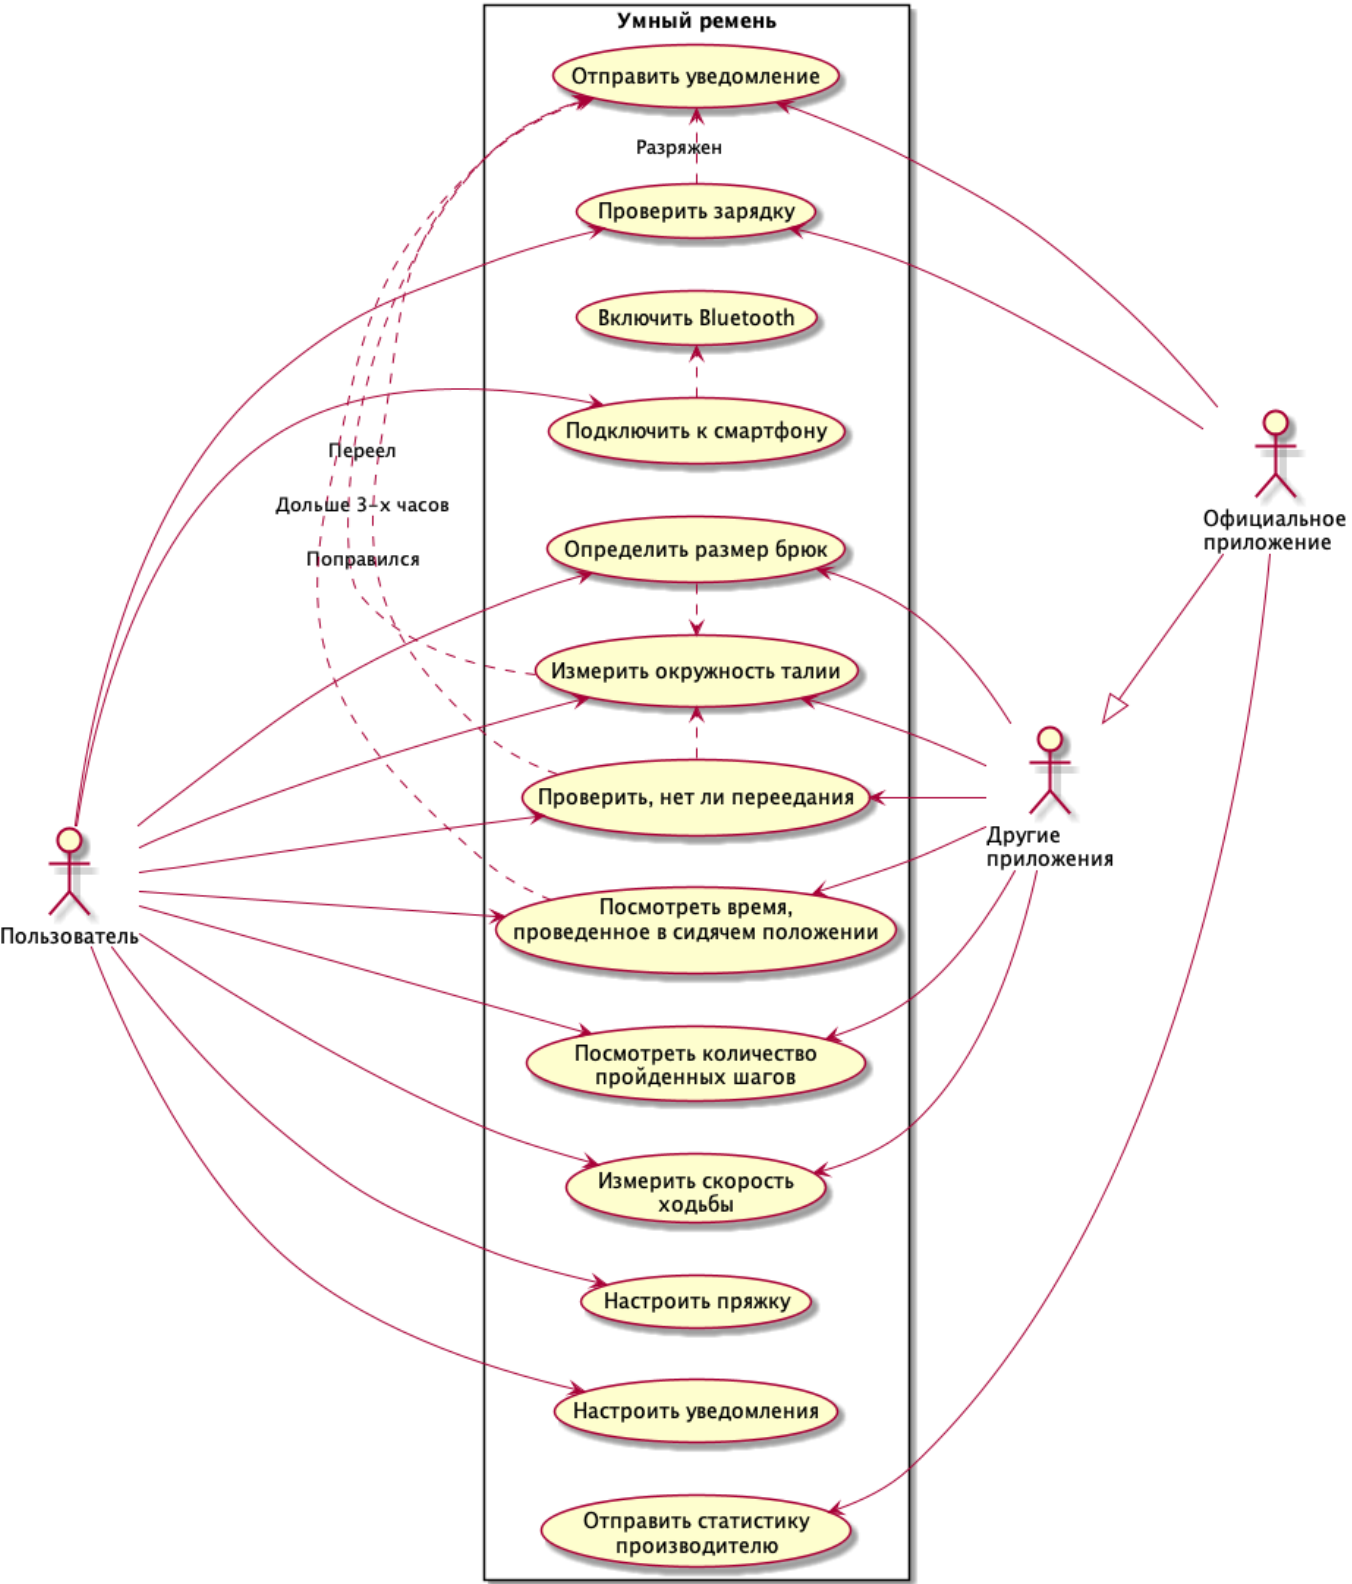 Умный ремень
Отправить уведомление
Разряжен
Проверить зарядку
Включить Bluetooth
Подключить к смартфону
Переел
Дольше 3-х часов
Поправился
Официальное
приложение
Определить размер брюк
Измерить окружность талии
Проверить, нет ли переедания
Другие
приложения
Пользователь
Посмотреть время,
проведенное в сидячем положении
Посмотреть количество
пройденных шагов
Измерить скорость
ходьбы
Настроить пряжку
Настроить уведомления
Отправить статистику
производителю